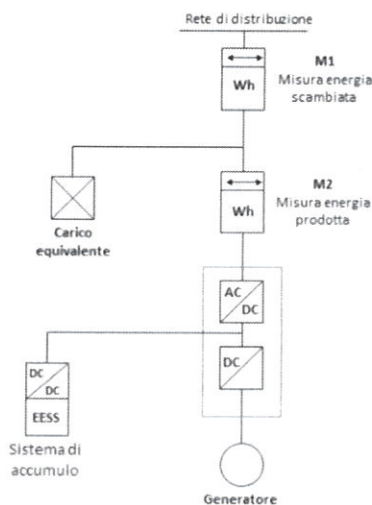 Rete di distribuzione
M1
Misura energia
scambiata
Wh
M2
Misura energia
prodotta
Wh
Carico
equivalente
AC
DC
DC
DC
DC
EESS
Sistema di
accumulo
Generatore